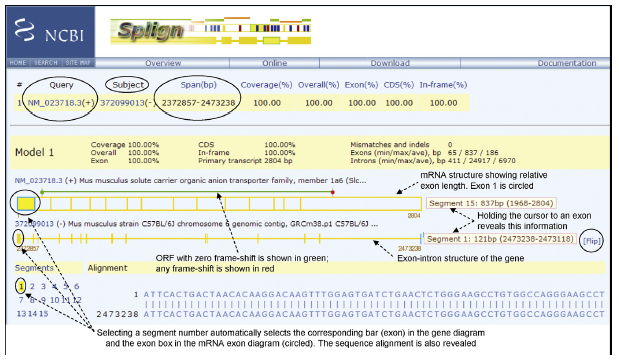 NCBI
Splign
HOME SEARCH SITE MAP Overview Online Download Documentation
# Query Subject Span(bp) Coverage(%) Overall(%) Exon(%) CDS(%) In-frame(%)
1 NM_023718.3(+) 372099013(-) 2372857-2473238 100.00 100.00 100.00 100.00 100.00
Model 1
Coverage 100.00% CDS 100.00% Mismatches and indels 0
Overall 100.00% In-frame 100.00% Exons (min/max/ave), bp 65 / 837 / 186
Exon 100.00% Primary transcript 2804 bp Introns (min/max/ave), bp 411 / 24917 / 6970
NM_023718.3 (+) Mus musculus solute carrier organic anion transporter family, member 1a6 (Slc...
mRNA structure showing relative
exon length. Exon 1 is circled
Segment 15: 837bp (1968-2804)
2804
372099013 (-) Mus musculus strain C57BL/6J chromosome 6 genomic contig, GRCm38.p1 C57BL/6J ...
Holding the cursor to an exon
reveals this information
Segment 1: 121bp (2473238-2473118)
[Flip]
2372857
2473238
ORF with zero frame-shift is shown in green;
any frame-shift is shown in red
Exon-intron structure of the gene
Segments Alignment
1 2 3 4 5 6
7 8 9 10 11 12
13 14 15
1 ATTCACTGACTAACACAAGGACAAGTTTGGAGTGATCTGAACTCTGGGAAGCCTGTGGCCAGGGAAGCCT
2473238 ATTCACTGACTAACACAAGGACAAGTTTGGAGTGATCTGAACTCTGGGAAGCCTGTGGCCAGGGAAGCCT
Selecting a segment number automatically selects the corresponding bar (exon) in the gene diagram
and the exon box in the mRNA exon diagram (circled). The sequence alignment is also revealed